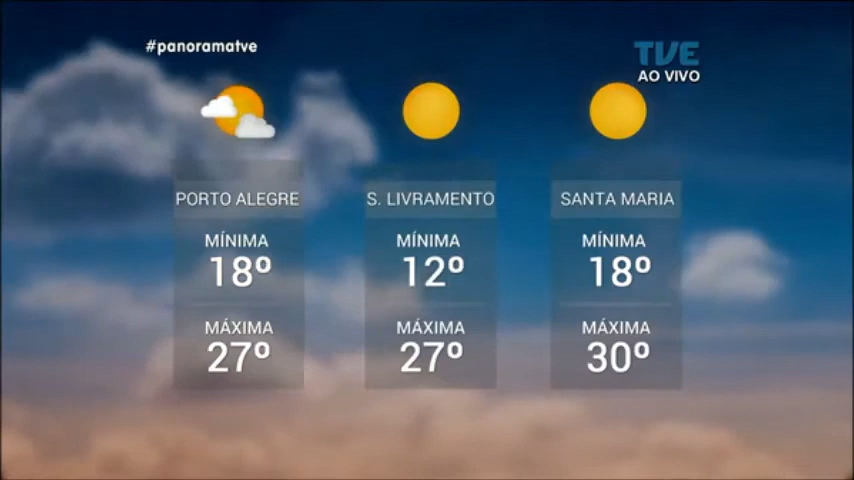 #panoramatve
TVE
AO VIVO
PORTO ALEGRE
MÍNIMA
18º
MÁXIMA
27º
S. LIVRAMENTO
MÍNIMA
12º
MÁXIMA
27º
SANTA MARIA
MÍNIMA
18º
MÁXIMA
30º